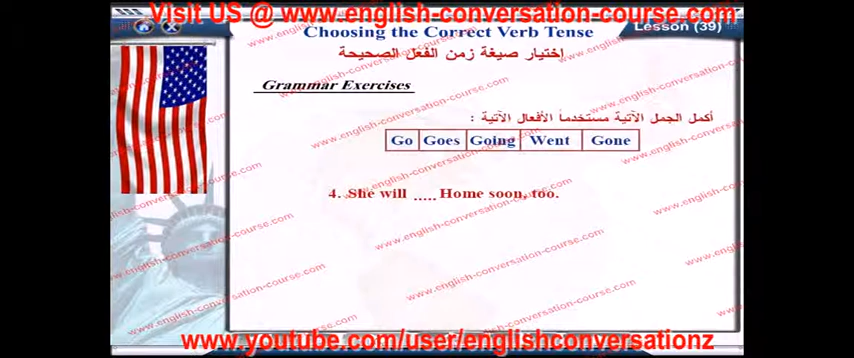 Visit US @ www.english-conversation-course.com
Choosing the Correct Verb Tense
Lesson (39)
إختيار صيغة زمن الفعل الصحيحة
Grammar Exercises
أكمل الجمل الآتية مستخدماً الأفعال الآتية :
Go Goes Going Went Gone
4. She will ..... Home soon, too.
www.youtube.com/user/englishconversationz